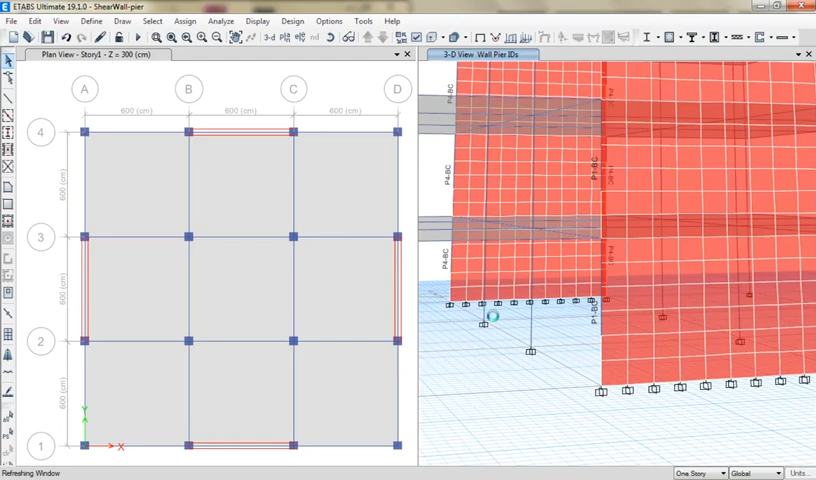 ETABS Ultimate 19.1.0 - ShearWall-pier
File Edit View Define Draw Select Assign Analyze Display Design Options Tools Help
3-d
Plan View - Story1 - Z = 300 (cm)
3-D View Wall Pier IDs
A B C D
600 (cm) 600 (cm) 600 (cm)
4
600 (cm)
3
600 (cm)
2
600 (cm)
1
Y
X
P4-BC
P1-BC
P4-BC
P4-BC
P1-BC
Refreshing Window
One Story
Global
Units...